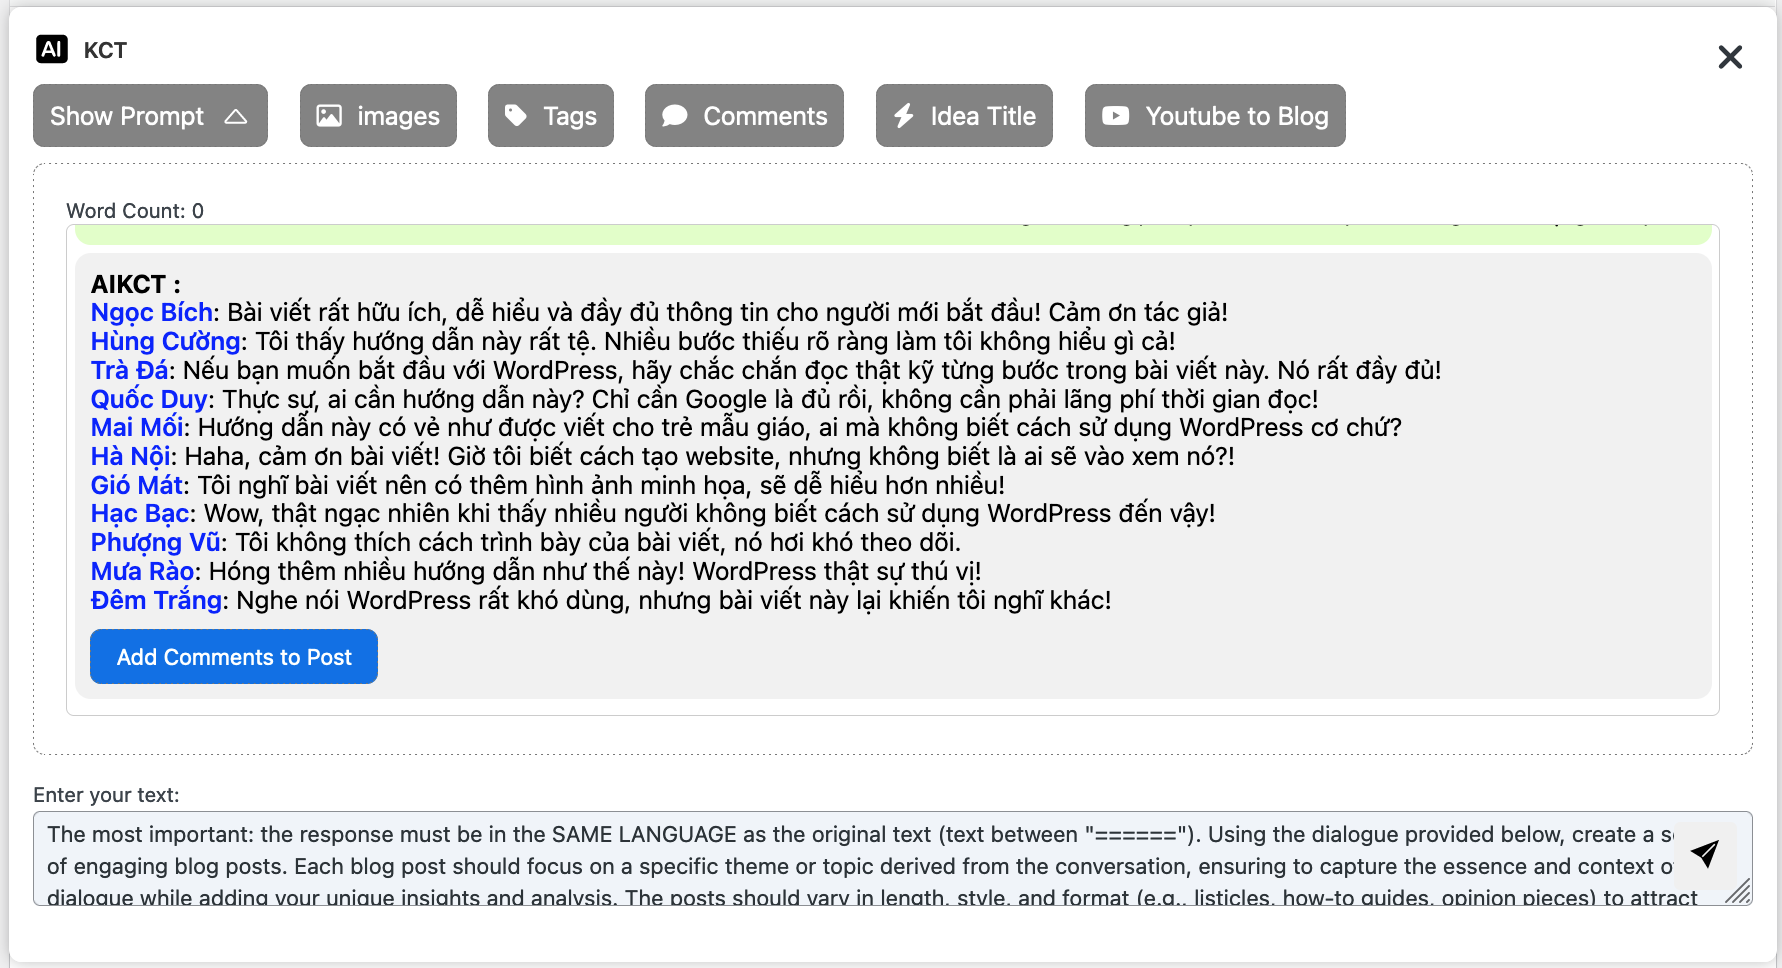 AI KCT
Show Prompt
images
Tags
Comments
Idea Title
Youtube to Blog
Word Count: 0
AIKCT :
Ngọc Bích: Bài viết rất hữu ích, dễ hiểu và đầy đủ thông tin cho người mới bắt đầu! Cảm ơn tác giả!
Hùng Cường: Tôi thấy hướng dẫn này rất tệ. Nhiều bước thiếu rõ ràng làm tôi không hiểu gì cả!
Trà Đá: Nếu bạn muốn bắt đầu với WordPress, hãy chắc chắn đọc thật kỹ từng bước trong bài viết này. Nó rất đầy đủ!
Quốc Duy: Thực sự, ai cần hướng dẫn này? Chỉ cần Google là đủ rồi, không cần phải lãng phí thời gian đọc!
Mai Mối: Hướng dẫn này có vẻ như được viết cho trẻ mẫu giáo, ai mà không biết cách sử dụng WordPress cơ chứ?
Hà Nội: Haha, cảm ơn bài viết! Giờ tôi biết cách tạo website, nhưng không biết là ai sẽ vào xem nó?!
Gió Mát: Tôi nghĩ bài viết nên có thêm hình ảnh minh họa, sẽ dễ hiểu hơn nhiều!
Hạc Bạc: Wow, thật ngạc nhiên khi thấy nhiều người không biết cách sử dụng WordPress đến vậy!
Phượng Vũ: Tôi không thích cách trình bày của bài viết, nó hơi khó theo dõi.
Mưa Rào: Hóng thêm nhiều hướng dẫn như thế này! WordPress thật sự thú vị!
Đêm Trắng: Nghe nói WordPress rất khó dùng, nhưng bài viết này lại khiến tôi nghĩ khác!
Add Comments to Post
Enter your text:
The most important: the response must be in the SAME LANGUAGE as the original text (text between "======"). Using the dialogue provided below, create a
of engaging blog posts. Each blog post should focus on a specific theme or topic derived from the conversation, ensuring to capture the essence and context
dialogue while adding your unique insights and analysis. The posts should vary in length, style, and format (e.g., listicles, how-to guides, opinion pieces) to attract